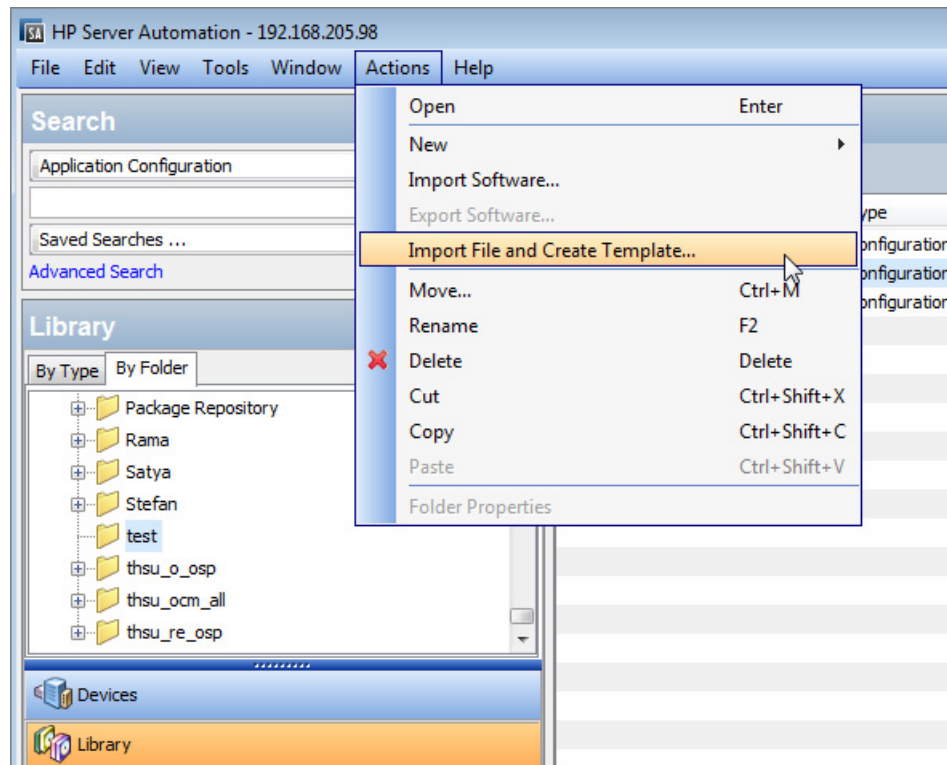 SA HP Server Automation - 192.168.205.98
File Edit View Tools Window Actions Help
Search
Application Configuration
Saved Searches ...
Advanced Search
Library
By Type By Folder
Package Repository
Rama
Satya
Stefan
test
thsu_o_osp
thsu_ocm_all
thsu_re_osp
Devices
Library
Open Enter
New
Import Software...
Export Software...
Import File and Create Template...
Move... Ctrl+M
Rename F2
Delete Delete
Cut Ctrl+Shift+X
Copy Ctrl+Shift+C
Paste Ctrl+Shift+V
Folder Properties
ype
onfiguration
onfiguration
onfiguration